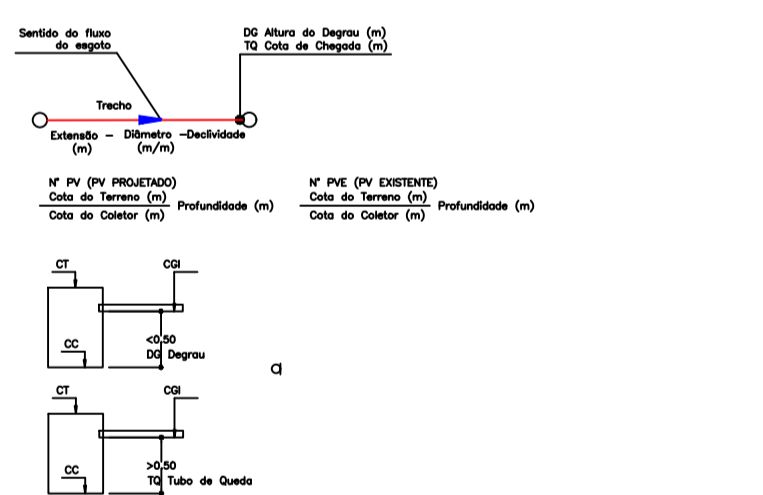 Sentido do fluxo
do esgoto
DG Altura do Degrau (m)
TQ Cota de Chegada (m)
Trecho
Extensão - Diâmetro -Declividade
(m) (m/m)
N° PV (PV PROJETADO)
Cota do Terreno (m)
Profundidade (m)
Cota do Coletor (m)
N° PVE (PV EXISTENTE)
Cota do Terreno (m)
Profundidade (m)
Cota do Coletor (m)
CT CGI
CC
<0,50
DG Degrau
a
CT CGI
CC
>0,50
TQ Tubo de Queda